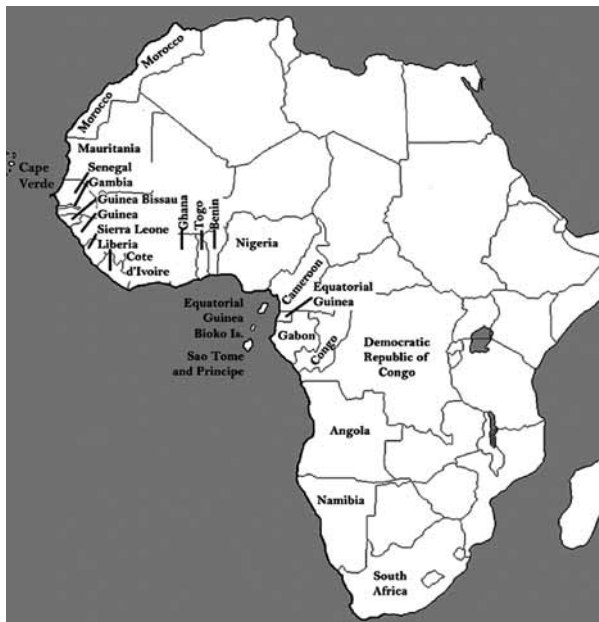 Morocco
Morocco
Mauritania
Cape
Verde
Senegal
Gambia
Guinea Bissau
Guinea
Sierra Leone
Liberia
Cote
d'Ivoire
Ghana
Togo
Benin
Nigeria
Cameroon
Equatorial
Guinea
Equatorial
Guinea
Bioko Is.
Sao Tome
and Principe
Gabon
Congo
Democratic
Republic of
Congo
Angola
Namibia
South
Africa